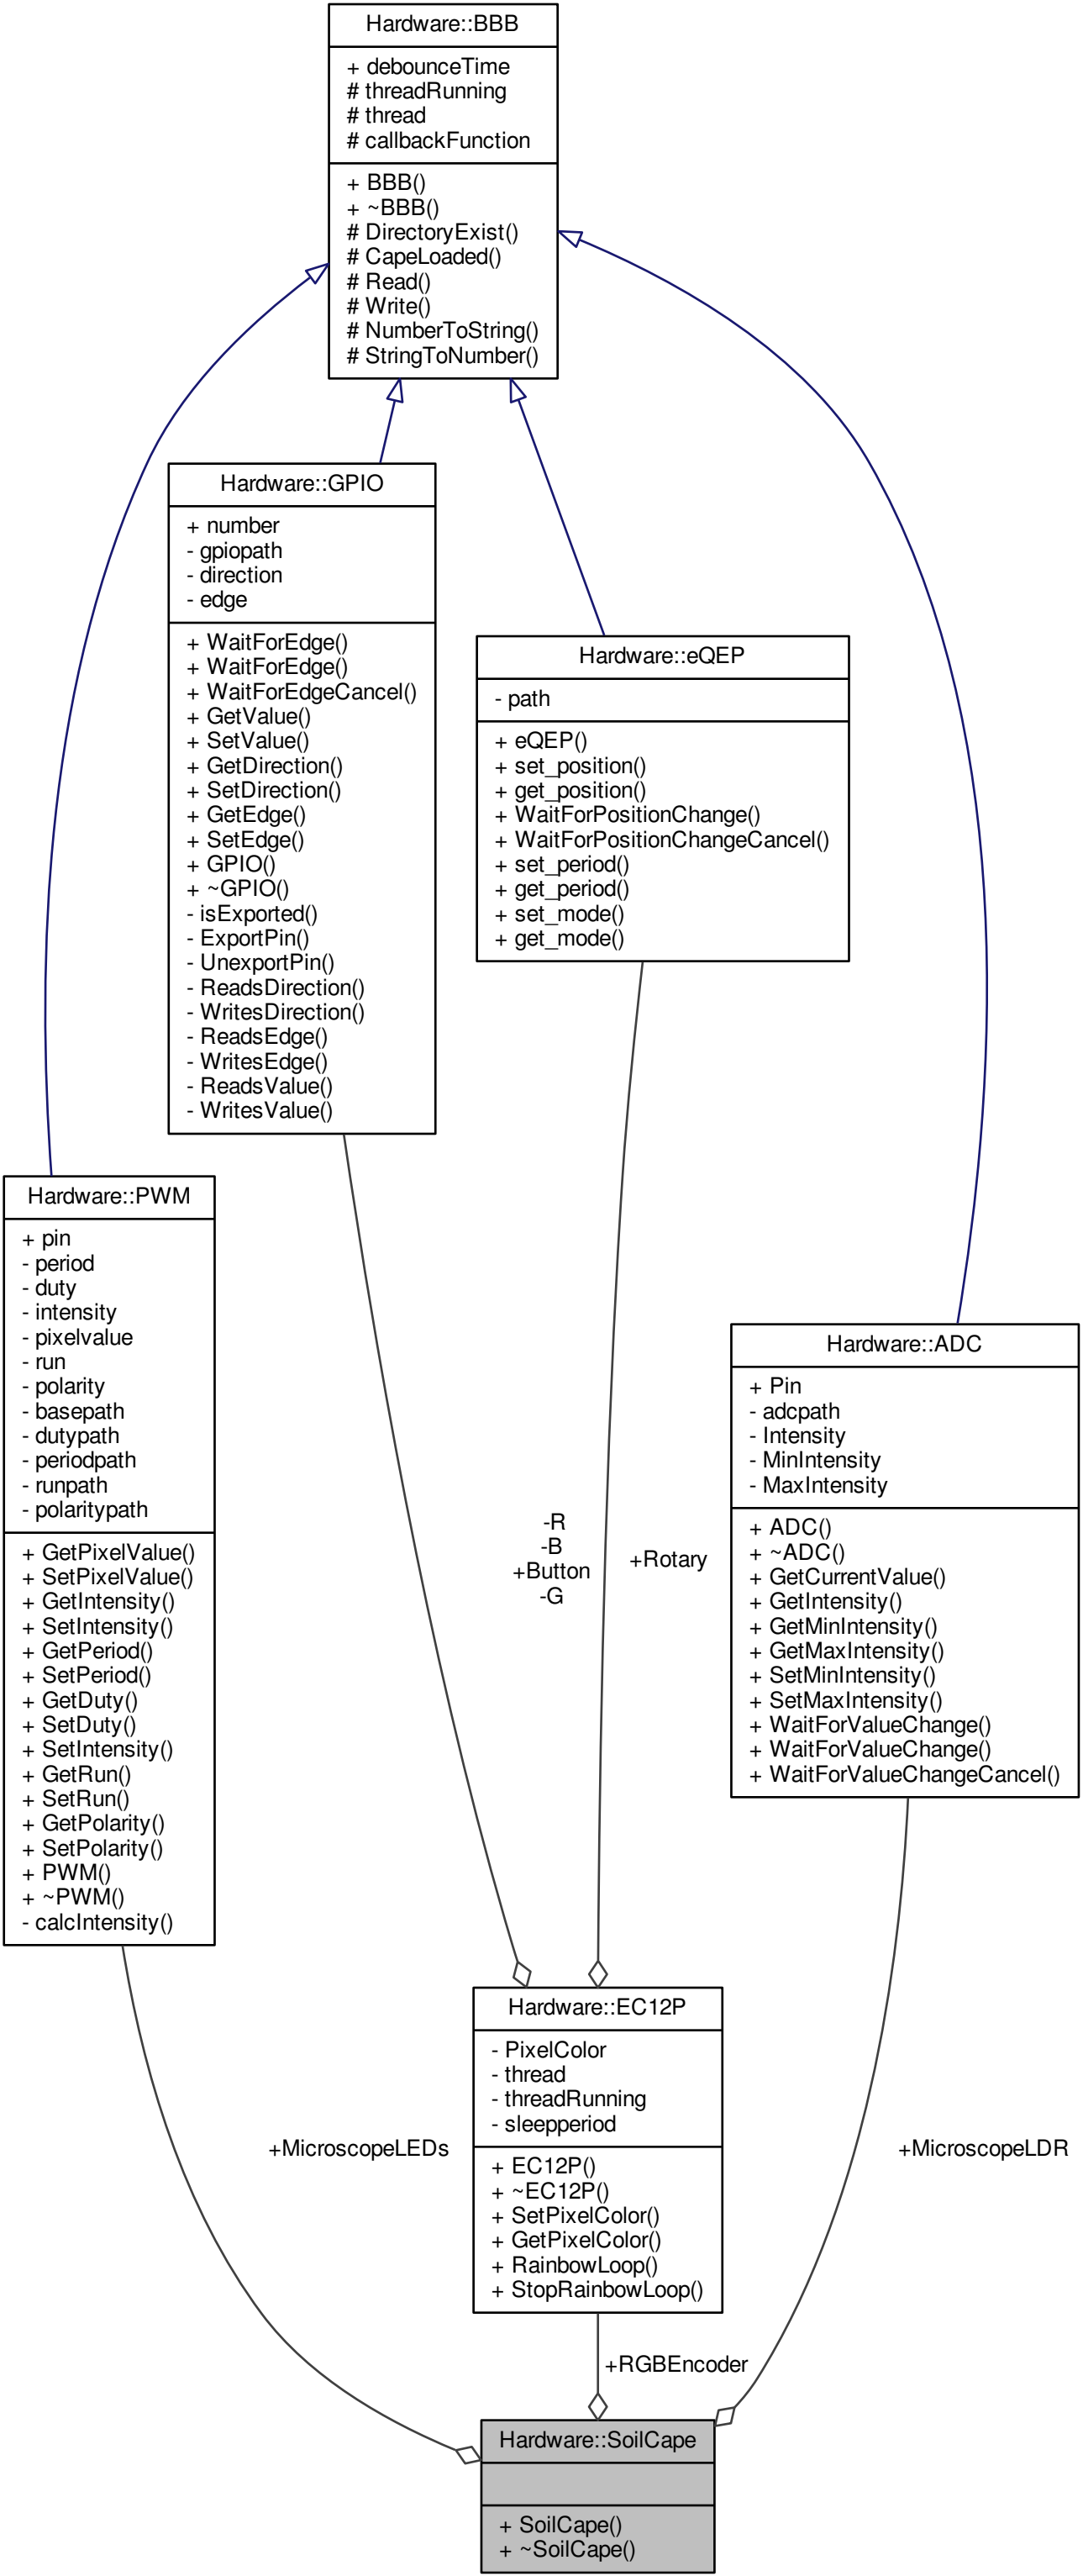 Hardware::BBB
+ debounceTime
# threadRunning
# thread
# callbackFunction
+ BBB()
+ ~BBB()
# DirectoryExist()
# CapeLoaded()
# Read()
# Write()
# NumberToString()
# StringToNumber()
Hardware::GPIO
+ number
- gpiopath
- direction
- edge
+ WaitForEdge()
+ WaitForEdge()
+ WaitForEdgeCancel()
+ GetValue()
+ SetValue()
+ GetDirection()
+ SetDirection()
+ GetEdge()
+ SetEdge()
+ GPIO()
+ ~GPIO()
- isExported()
- ExportPin()
- UnexportPin()
- ReadsDirection()
- WritesDirection()
- ReadsEdge()
- WritesEdge()
- ReadsValue()
- WritesValue()
Hardware::eQEP
- path
+ eQEP()
+ set_position()
+ get_position()
+ WaitForPositionChange()
+ WaitForPositionChangeCancel()
+ set_period()
+ get_period()
+ set_mode()
+ get_mode()
Hardware::PWM
+ pin
- period
- duty
- intensity
- pixelvalue
- run
- polarity
- basepath
- dutypath
- periodpath
- runpath
- polaritypath
+ GetPixelValue()
+ SetPixelValue()
+ GetIntensity()
+ SetIntensity()
+ GetPeriod()
+ SetPeriod()
+ GetDuty()
+ SetDuty()
+ SetIntensity()
+ GetRun()
+ SetRun()
+ GetPolarity()
+ SetPolarity()
+ PWM()
+ ~PWM()
- calcIntensity()
Hardware::ADC
+ Pin
- adcpath
- Intensity
- MinIntensity
- MaxIntensity
+ ADC()
+ ~ADC()
+ GetCurrentValue()
+ GetIntensity()
+ GetMinIntensity()
+ GetMaxIntensity()
+ SetMinIntensity()
+ SetMaxIntensity()
+ WaitForValueChange()
+ WaitForValueChange()
+ WaitForValueChangeCancel()
-R
-B
+Button
-G
+Rotary
Hardware::EC12P
- PixelColor
- thread
- threadRunning
- sleepperiod
+ EC12P()
+ ~EC12P()
+ SetPixelColor()
+ GetPixelColor()
+ RainbowLoop()
+ StopRainbowLoop()
+MicroscopeLEDs
+MicroscopeLDR
+RGBEncoder
Hardware::SoilCape
+ SoilCape()
+ ~SoilCape()